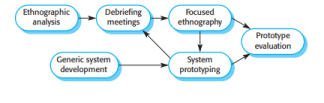 Ethnographic
analysis
Debriefing
meetings
Focused
ethnography
Prototype
evaluation
Generic system
development
System
prototyping